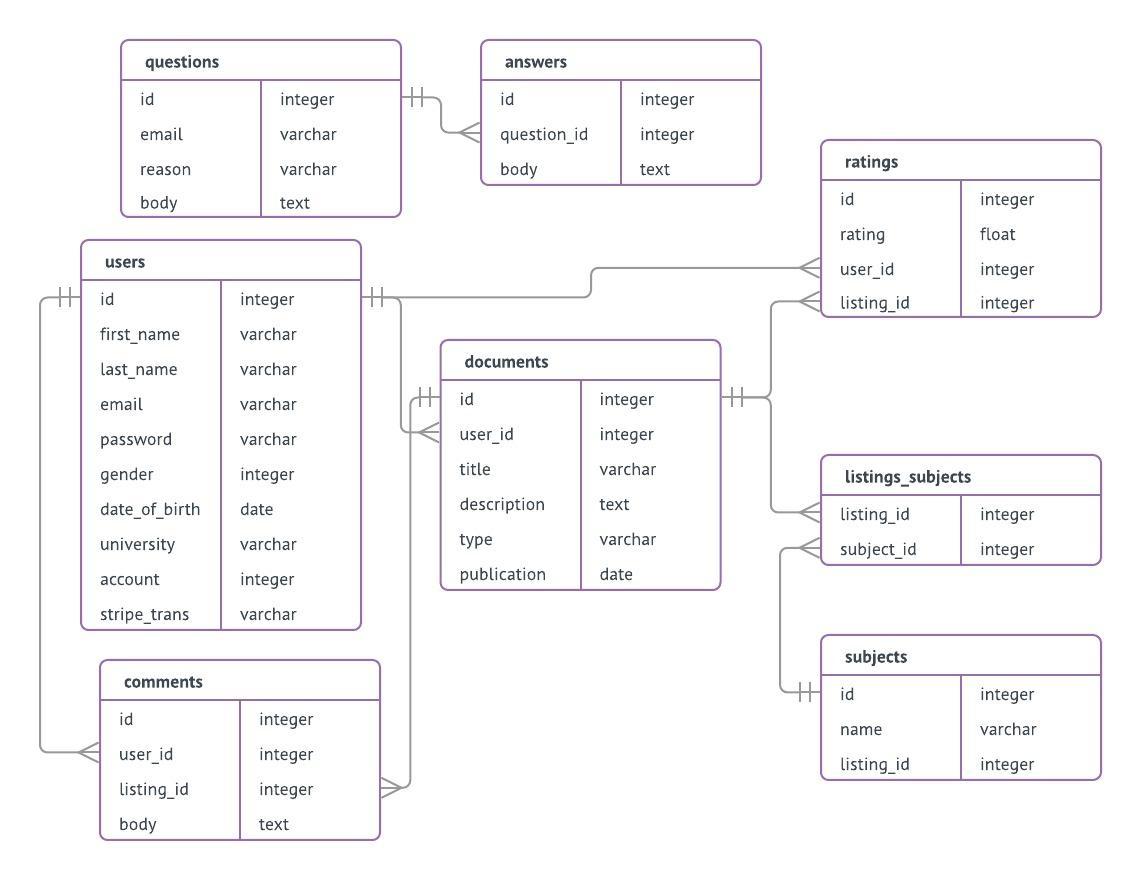 questions
id integer
email varchar
reason varchar
body text
answers
id integer
question_id integer
body text
ratings
id integer
rating float
user_id integer
listing_id integer
users
id integer
first_name varchar
last_name varchar
email varchar
password varchar
gender integer
date_of_birth date
university varchar
account integer
stripe_trans varchar
documents
id integer
user_id integer
title varchar
description text
type varchar
publication date
listings_subjects
listing_id integer
subject_id integer
comments
id integer
user_id integer
listing_id integer
body text
subjects
id integer
name varchar
listing_id integer